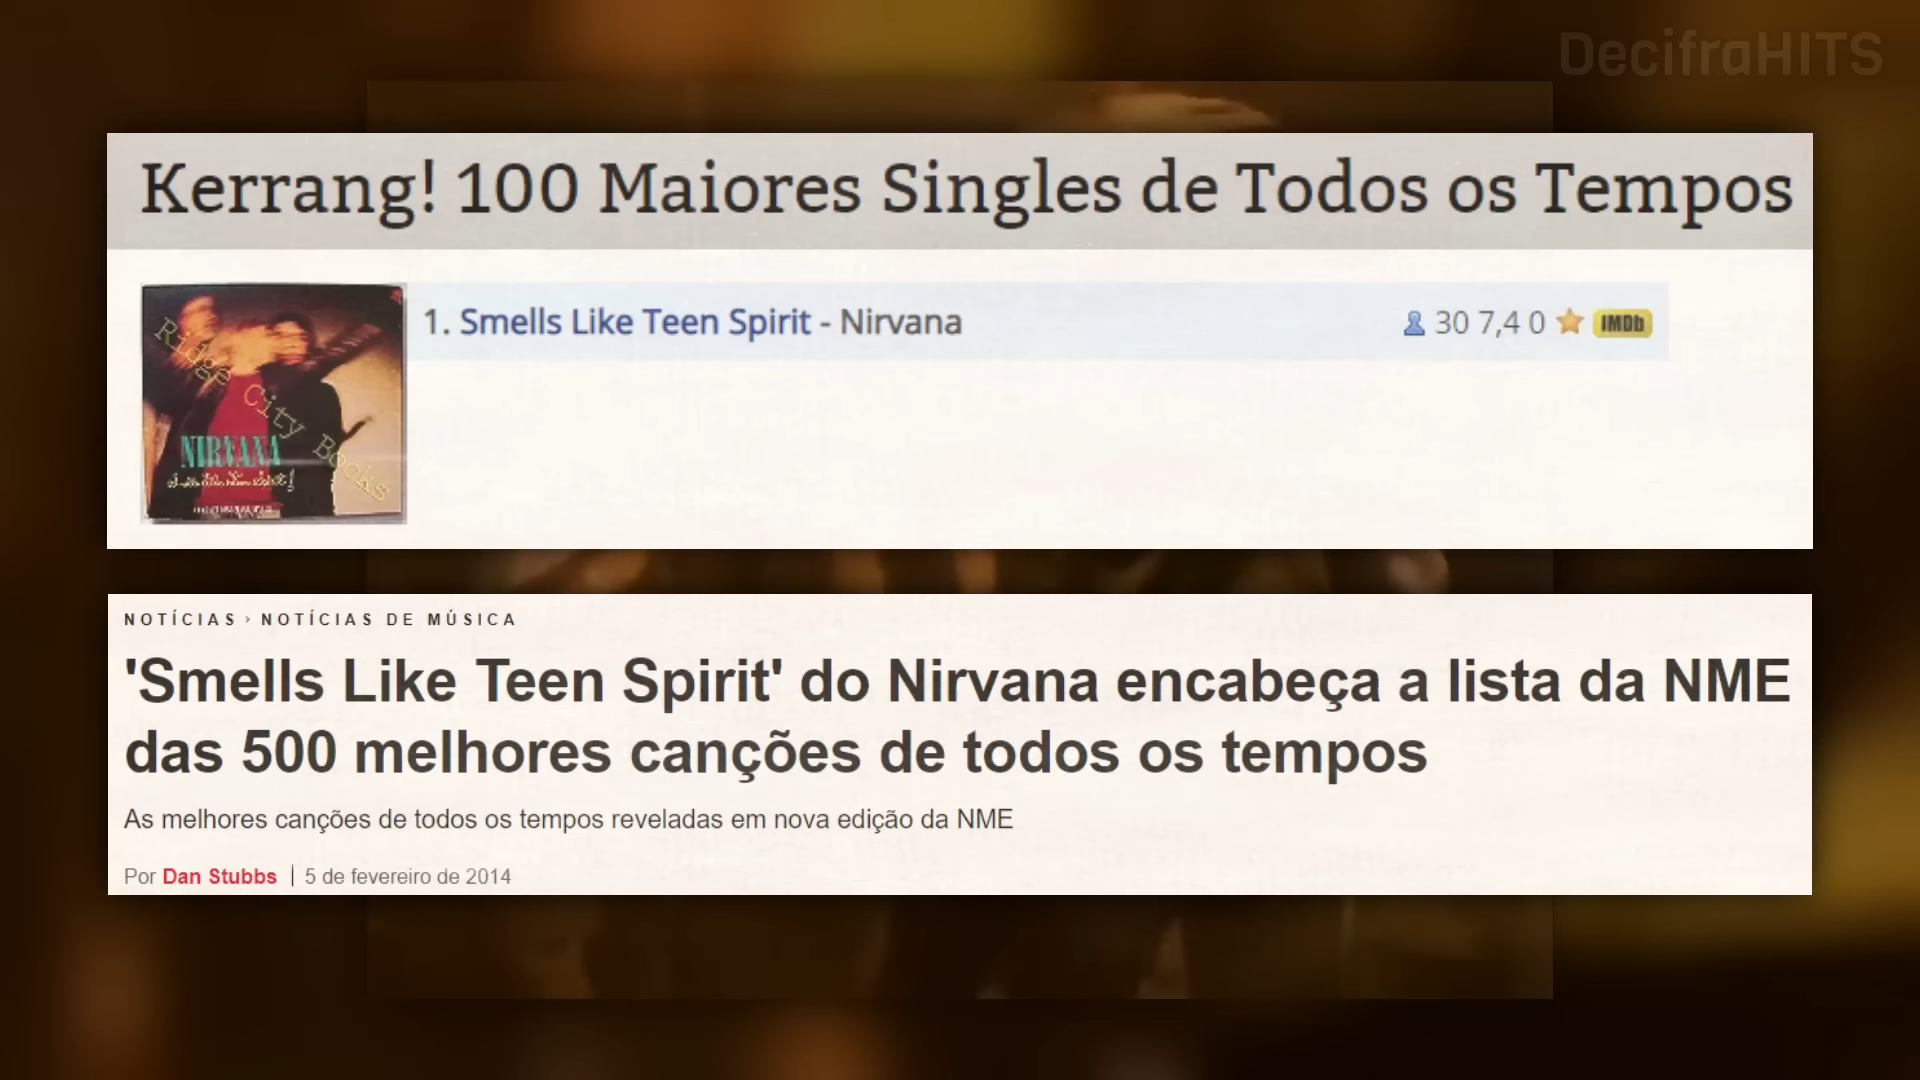 DecifraHITS
Kerrang! 100 Maiores Singles de Todos os Tempos
1. Smells Like Teen Spirit - Nirvana
30 7,4 0
IMDb
Ridge City Books
NIRVANA
NOTÍCIAS › NOTÍCIAS DE MÚSICA
'Smells Like Teen Spirit' do Nirvana encabeça a lista da NME
das 500 melhores canções de todos os tempos
As melhores canções de todos os tempos reveladas em nova edição da NME
Por Dan Stubbs | 5 de fevereiro de 2014